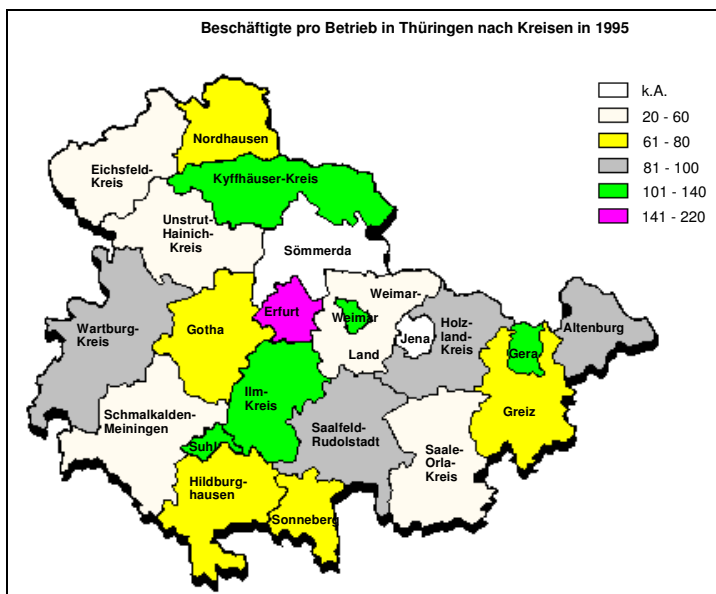 Beschäftigte pro Betrieb in Thüringen nach Kreisen in 1995
k.A.
20 - 60
61 - 80
81 - 100
101 - 140
141 - 220
Nordhausen
Eichsfeld-
Kreis
Kyffhäuser-Kreis
Unstrut-
Hainich-
Kreis
Sömmerda
Weimar-
Land
Weimar
Erfurt
Gotha
Wartburg-
Kreis
Jena
Holz-
land-
Kreis
Gera
Altenburg
Ilm-
Kreis
Schmalkalden-
Meiningen
Suhl
Saalfeld-
Rudolstadt
Greiz
Saale-
Orla-
Kreis
Hildburg-
hausen
Sonneberg